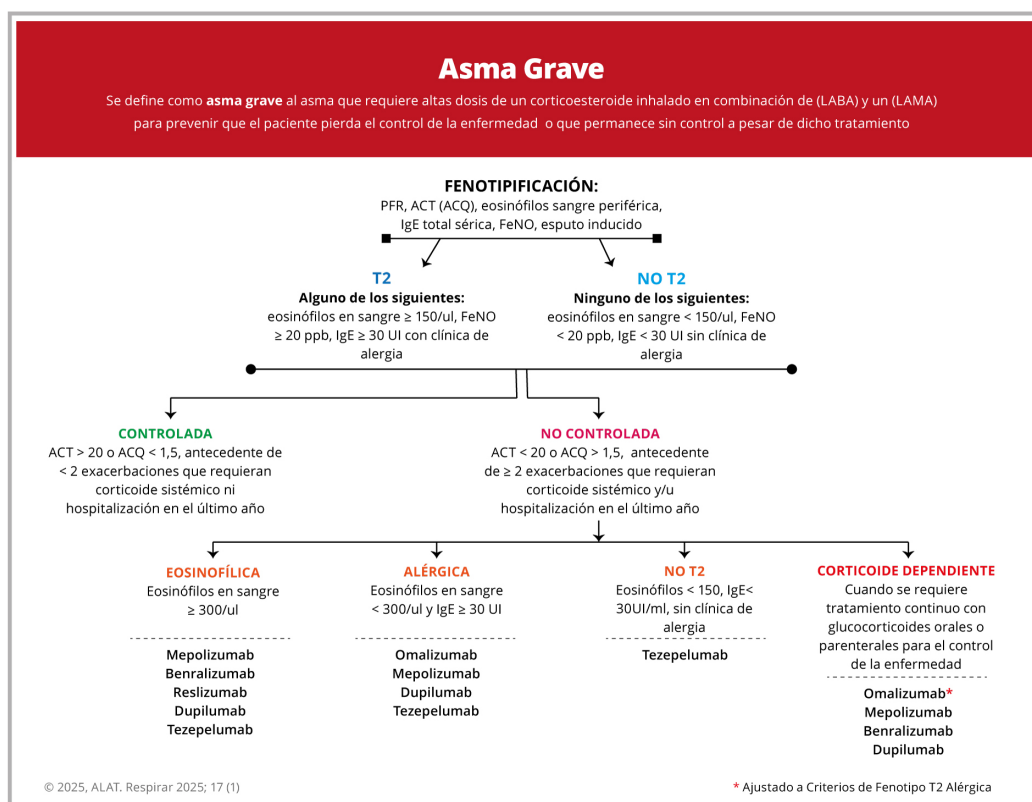 Asma Grave
Se define como asma grave al asma que requiere altas dosis de un corticoesteroide inhalado en combinación de (LABA) y un (LAMA)
para prevenir que el paciente pierda el control de la enfermedad o que permanece sin control a pesar de dicho tratamiento
FENOTIPIFICACIÓN:
PFR, ACT (ACQ), eosinófilos sangre periférica,
IgE total sérica, FeNO, esputo inducido
T2
Alguno de los siguientes:
eosinófilos en sangre ≥ 150/ul, FeNO
≥ 20 ppb, IgE ≥ 30 UI con clínica de
alergia
NO T2
Ninguno de los siguientes:
eosinófilos en sangre < 150/ul, FeNO
< 20 ppb, IgE < 30 UI sin clínica de
alergia
CONTROLADA
ACT > 20 o ACQ < 1,5, antecedente de
< 2 exacerbaciones que requieran
corticoide sistémico ni
hospitalización en el último año
NO CONTROLADA
ACT < 20 o ACQ > 1,5, antecedente
de ≥ 2 exacerbaciones que requieran
corticoide sistémico y/u
hospitalización en el último año
EOSINOFÍLICA
Eosinófilos en sangre
≥ 300/ul
Mepolizumab
Benralizumab
Reslizumab
Dupilumab
Tezepelumab
ALÉRGICA
Eosinófilos en sangre
< 300/ul y IgE ≥ 30 UI
Omalizumab
Mepolizumab
Dupilumab
Tezepelumab
NO T2
Eosinófilos < 150, IgE<
30UI/ml, sin clínica de
alergia
Tezepelumab
CORTICOIDE DEPENDIENTE
Cuando se requiere
tratamiento continuo con
glucocorticoides orales o
parenterales para el control
de la enfermedad
Omalizumab*
Mepolizumab
Benralizumab
Dupilumab
© 2025, ALAT. Respirar 2025; 17 (1)
* Ajustado a Criterios de Fenotipo T2 Alérgica